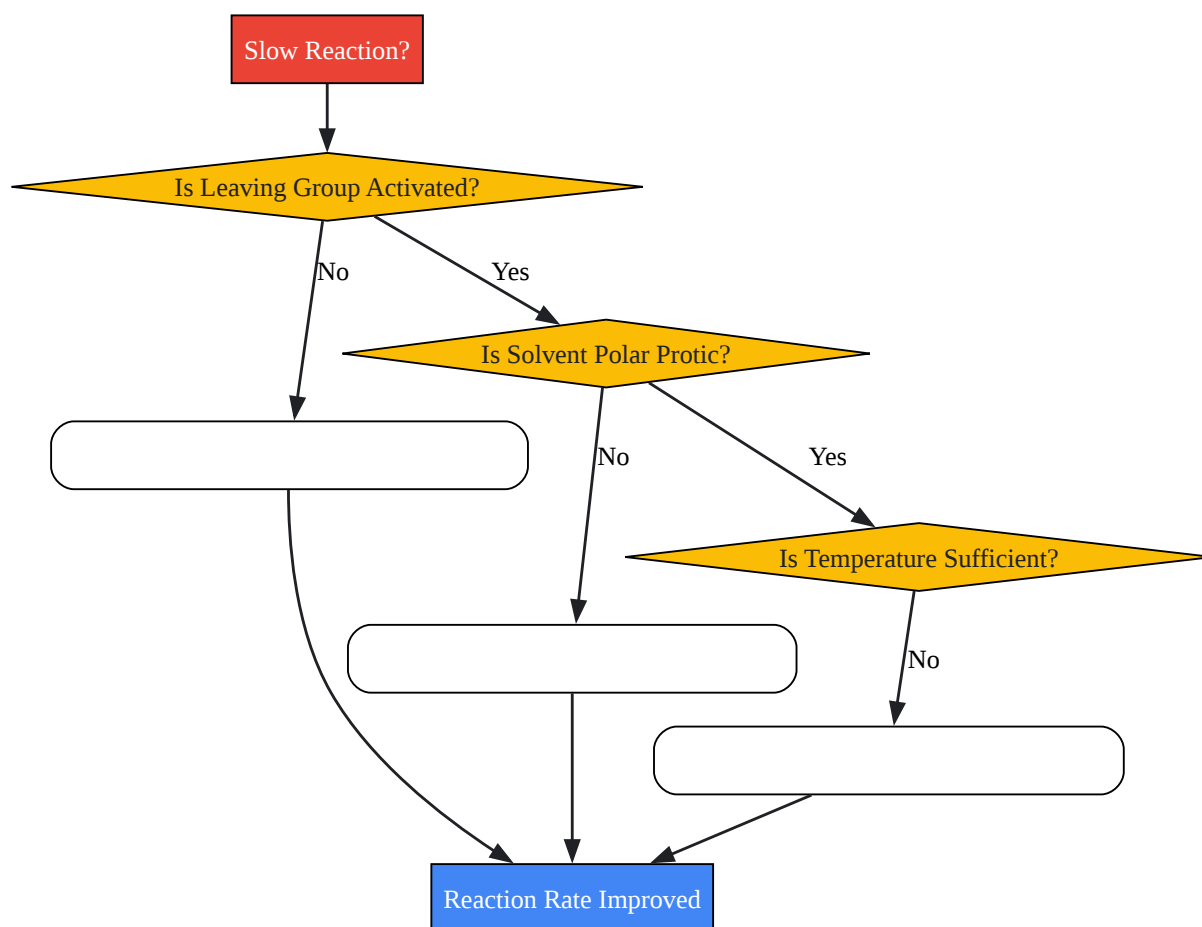 Slow Reaction?
Is Leaving Group Activated?
No
Yes
Is Solvent Polar Protic?
No
Yes
Is Temperature Sufficient?
No
Reaction Rate Improved